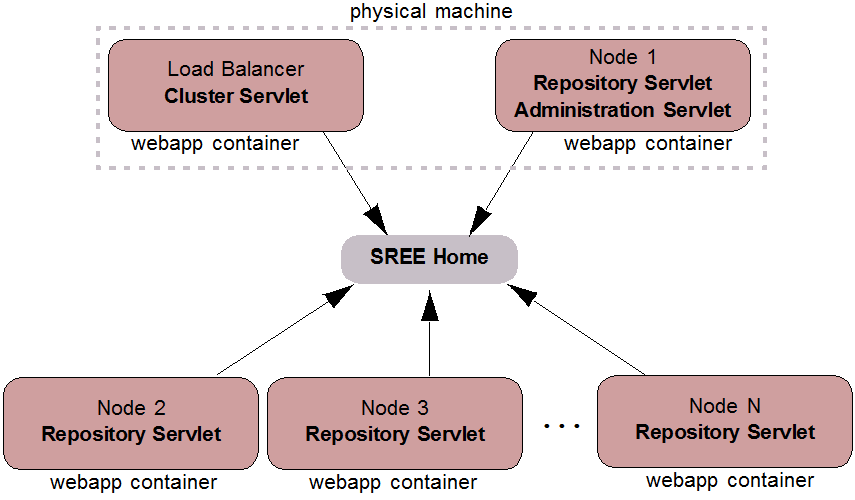 physical machine
Load Balancer
Cluster Servlet
webapp container
Node 1
Repository Servlet
Administration Servlet
webapp container
SREE Home
Node 2
Repository Servlet
webapp container
Node 3
Repository Servlet
webapp container
...
Node N
Repository Servlet
webapp container